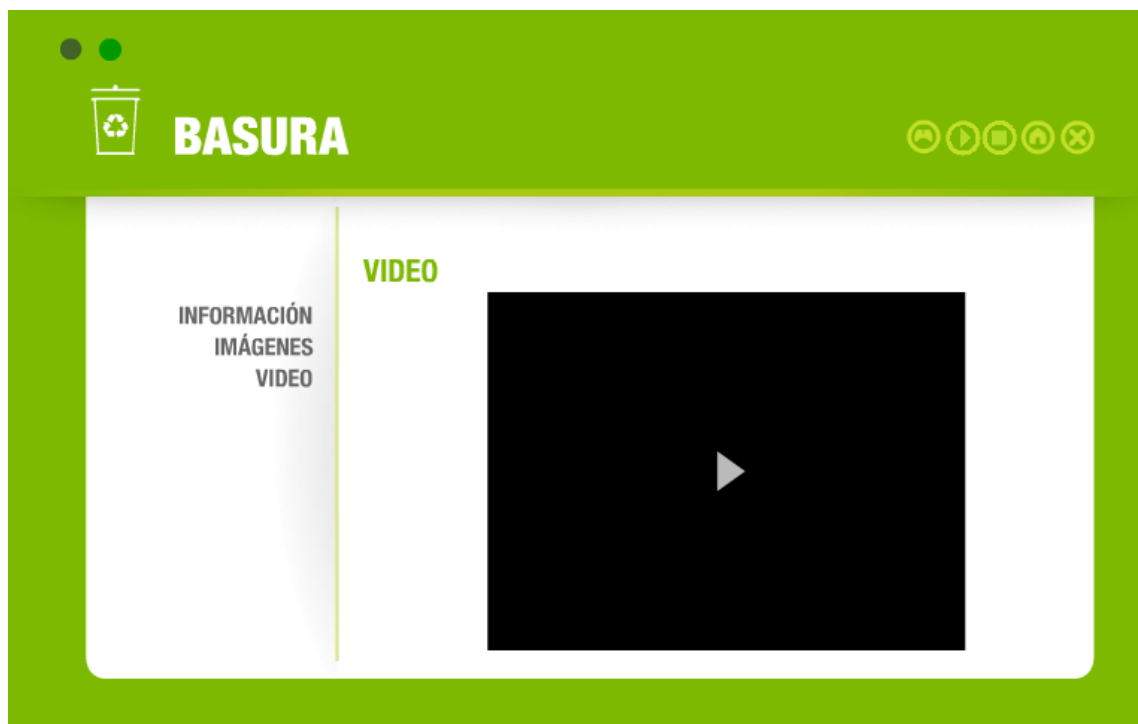 BASURA
VIDEO
INFORMACIÓN
IMÁGENES
VIDEO